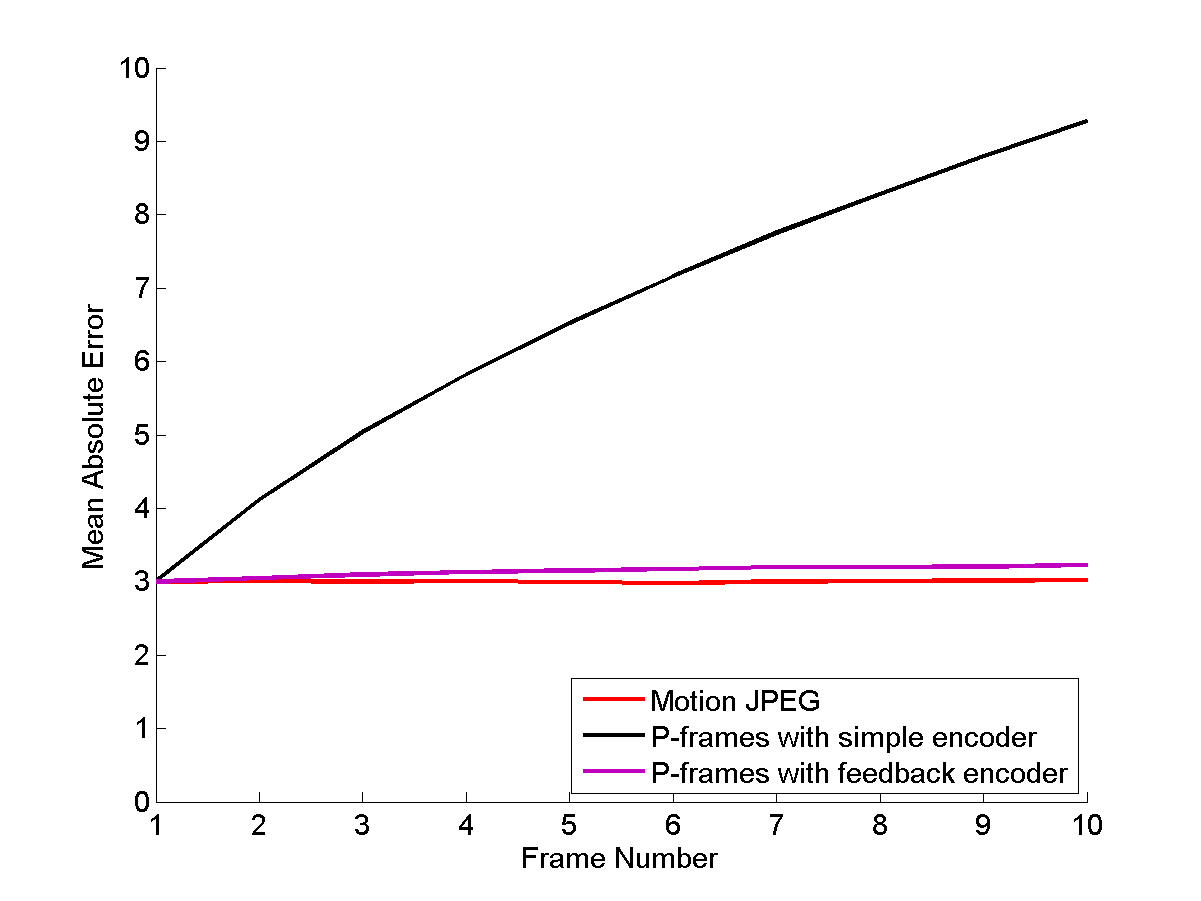 10
9
8
7
6
5
4
3
2
1
0
Mean Absolute Error
Motion JPEG
P-frames with simple encoder
P-frames with feedback encoder
1 2 3 4 5 6 7 8 9 10
Frame Number